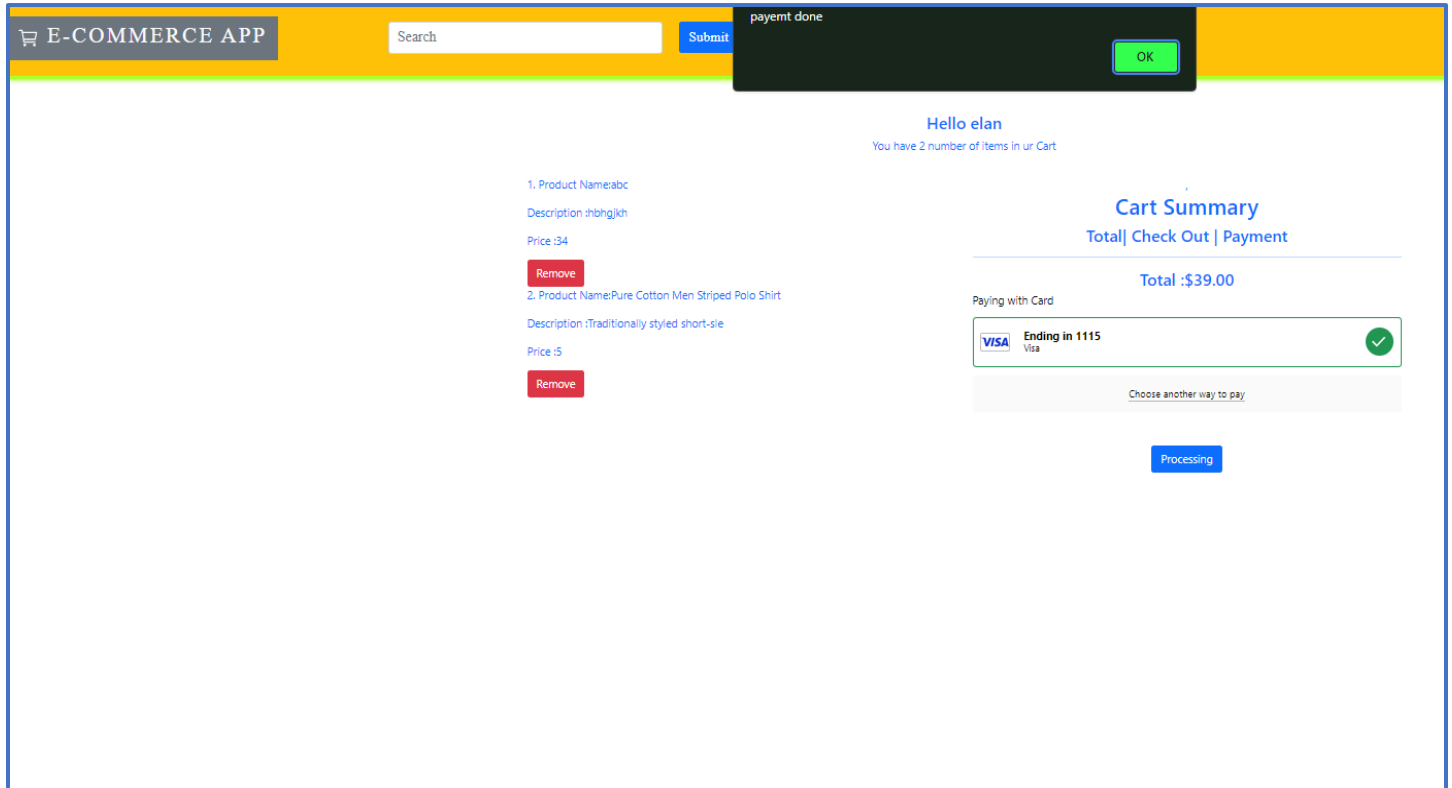 E-COMMERCE APP
Search
Submit
payemt done
OK
Hello elan
You have 2 number of items in ur Cart
1. Product Name:abc
Description :hbhgjkh
Price :34
Remove
2. Product Name:Pure Cotton Men Striped Polo Shirt
Description :Traditionally styled short-sle
Price :5
Remove
,
Cart Summary
Total| Check Out | Payment
Total :$39.00
Paying with Card
VISA
Ending in 1115
Visa
Choose another way to pay
Processing